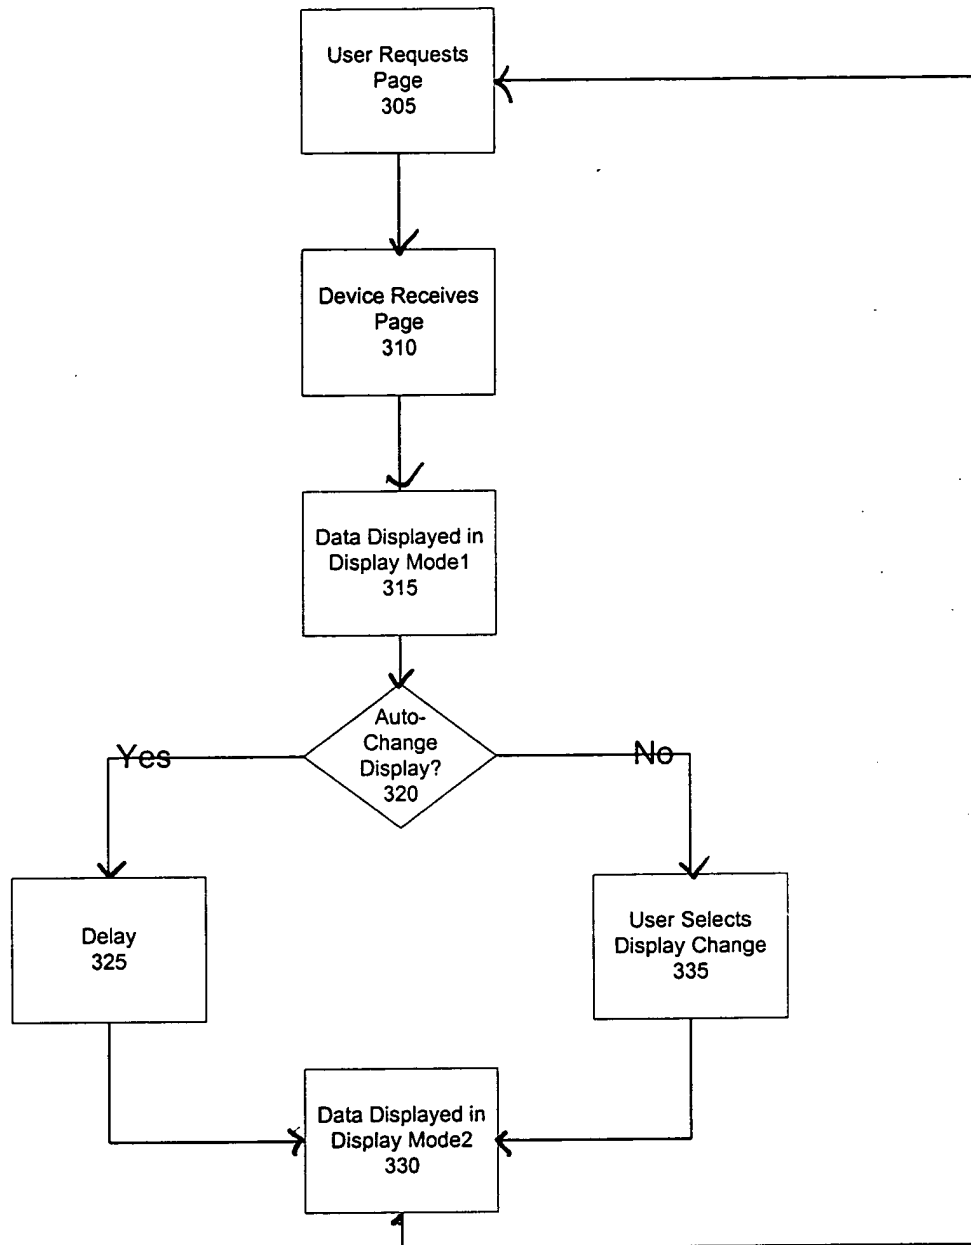 User Requests
Page
305
Device Receives
Page
310
Data Displayed in
Display Mode1
315
Auto-
Change
Display?
320
Yes
No
Delay
325
User Selects
Display Change
335
Data Displayed in
Display Mode2
330